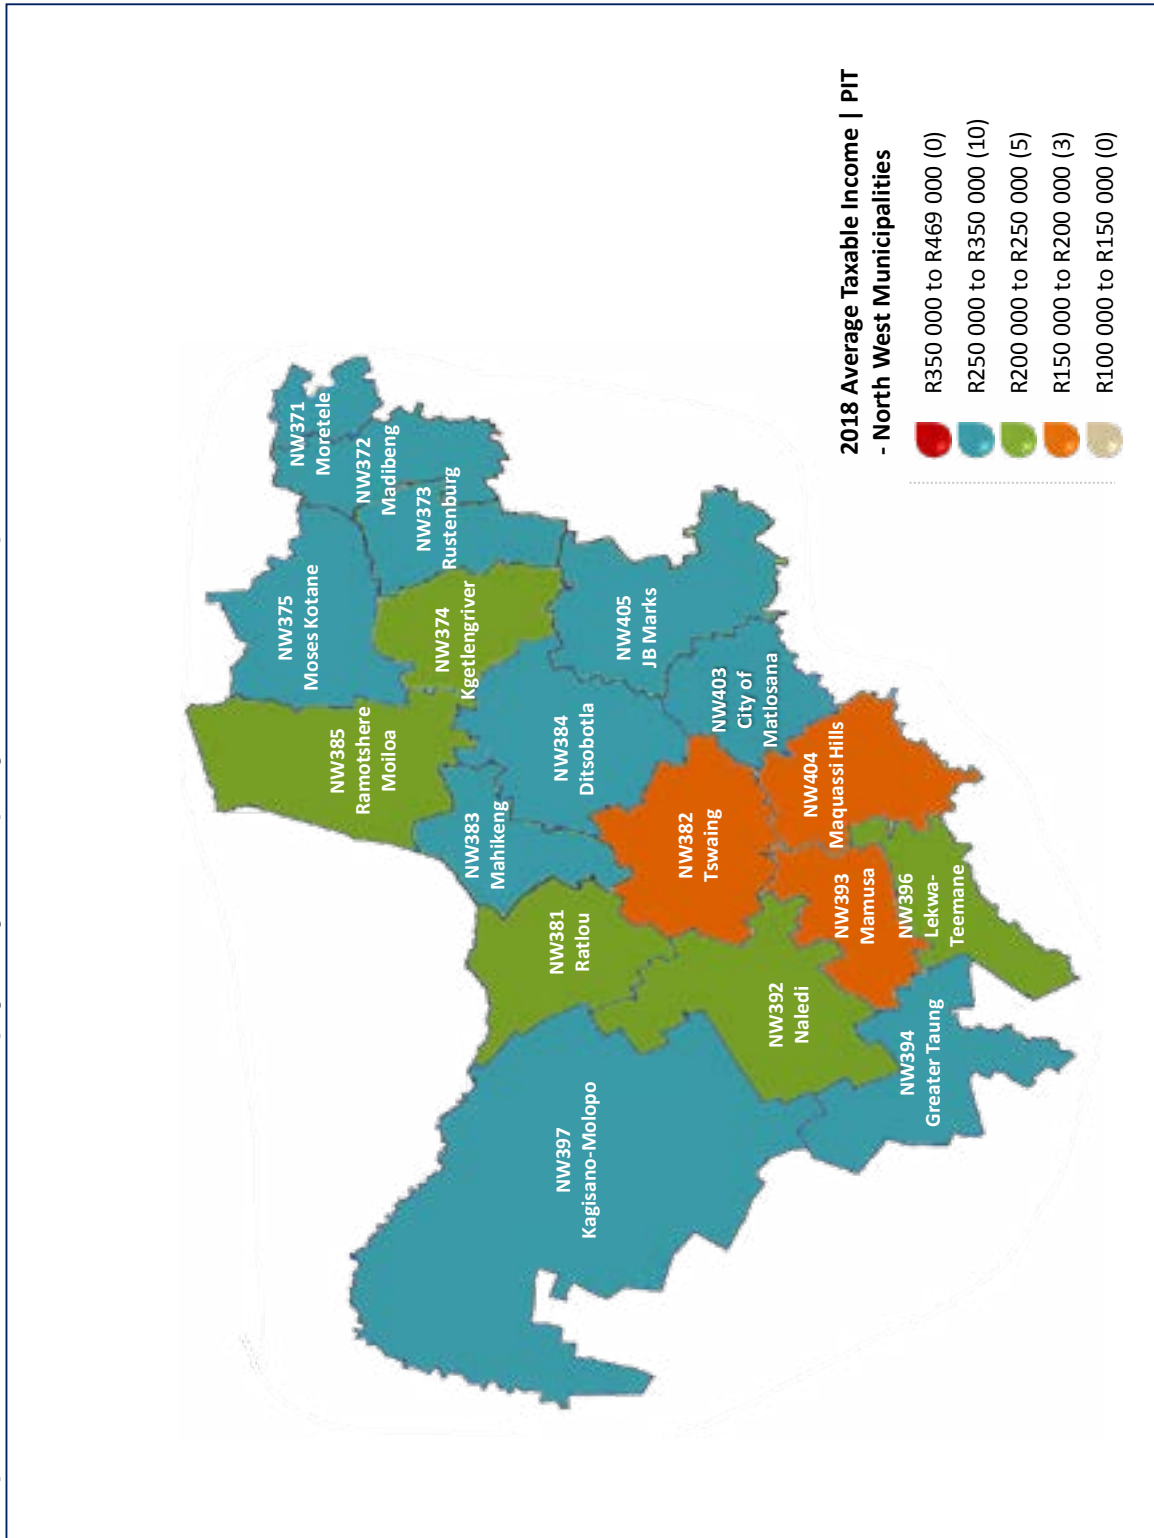 2018 Average Taxable Income | PIT
- North West Municipalities
R350 000 to R469 000 (0)
R250 000 to R350 000 (10)
R200 000 to R250 000 (5)
R150 000 to R200 000 (3)
R100 000 to R150 000 (0)
NW371
Moretele
NW372
Madibeng
NW373
Rustenburg
NW375
Moses Kotane
NW374
Kgetlengriver
NW405
JB Marks
NW403
City of
Matlosana
NW385
Ramotshere
Moiloa
NW384
Ditsobotla
NW404
Maquassi Hills
NW383
Mahikeng
NW382
Tswaing
NW393
Mamusa
NW396
Lekwa-
Teemane
NW381
Ratlou
NW392
Naledi
NW394
Greater Taung
NW397
Kagisano-Molopo